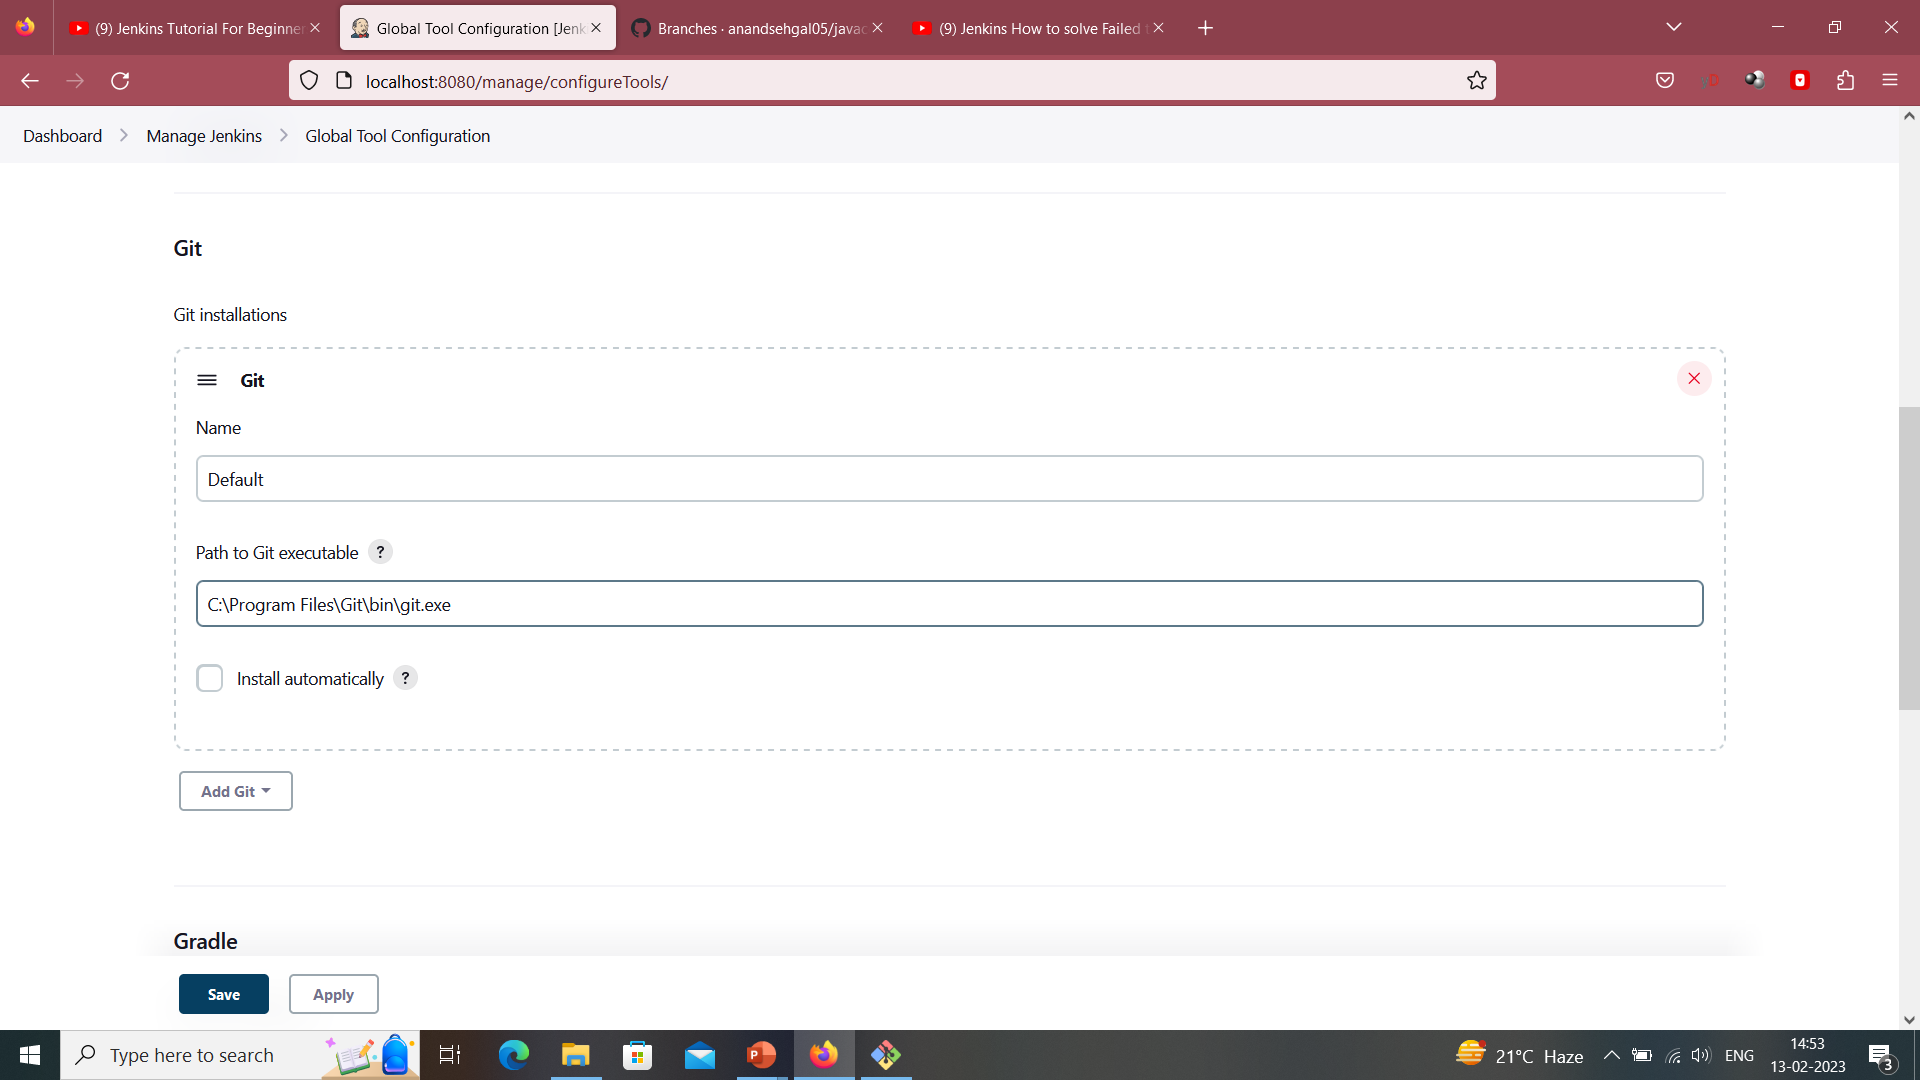 (9) Jenkins Tutorial For Beginner
Global Tool Configuration [Jenk
Branches · anandsehgal05/javac
(9) Jenkins How to solve Failed t
localhost:8080/manage/configureTools/
Dashboard
Manage Jenkins
Global Tool Configuration
Git
Git installations
Git
Name
Default
Path to Git executable ?
C:\Program Files\Git\bin\git.exe
Install automatically ?
Add Git
Gradle
Save
Apply
Type here to search
21°C Haze
ENG
14:53
13-02-2023
3